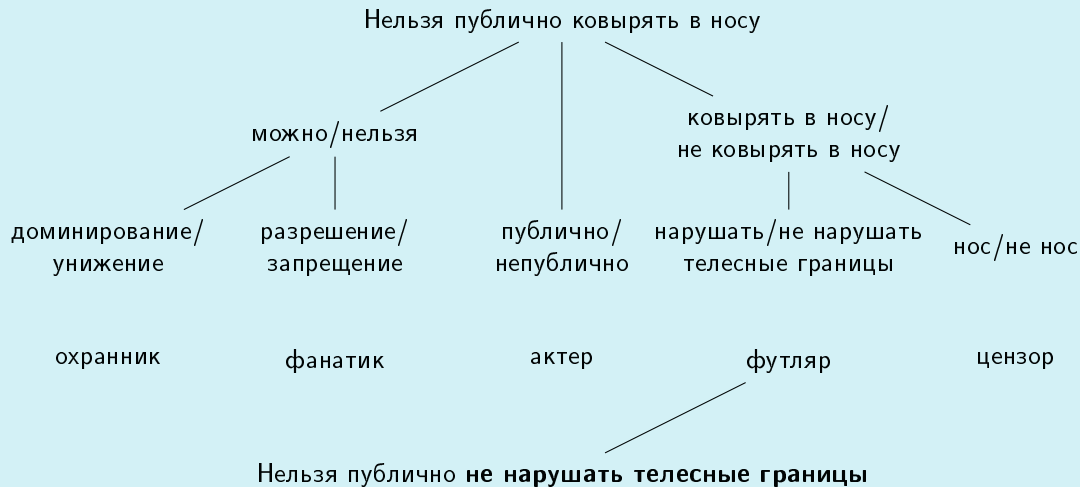 Нельзя публично ковырять в носу
можно/нельзя
ковырять в носу/
не ковырять в носу
доминирование/
унижение
разрешение/
запрещение
публично/
непублично
нарушать/не нарушать
телесные границы
нос/не нос
охранник
фанатик
актер
футляр
цензор
Нельзя публично не нарушать телесные границы